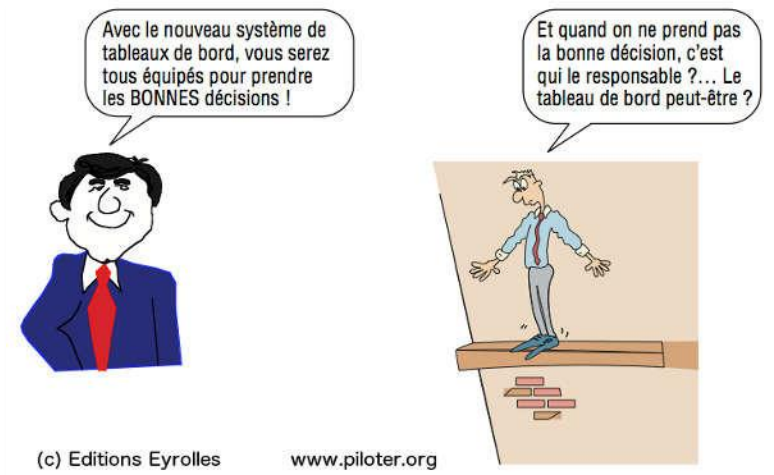 Avec le nouveau système de
tableaux de bord, vous serez
tous équipés pour prendre
les BONNES décisions !
Et quand on ne prend pas
la bonne décision, c’est
qui le responsable ?... Le
tableau de bord peut-être ?
(c) Editions Eyrolles www.piloter.org